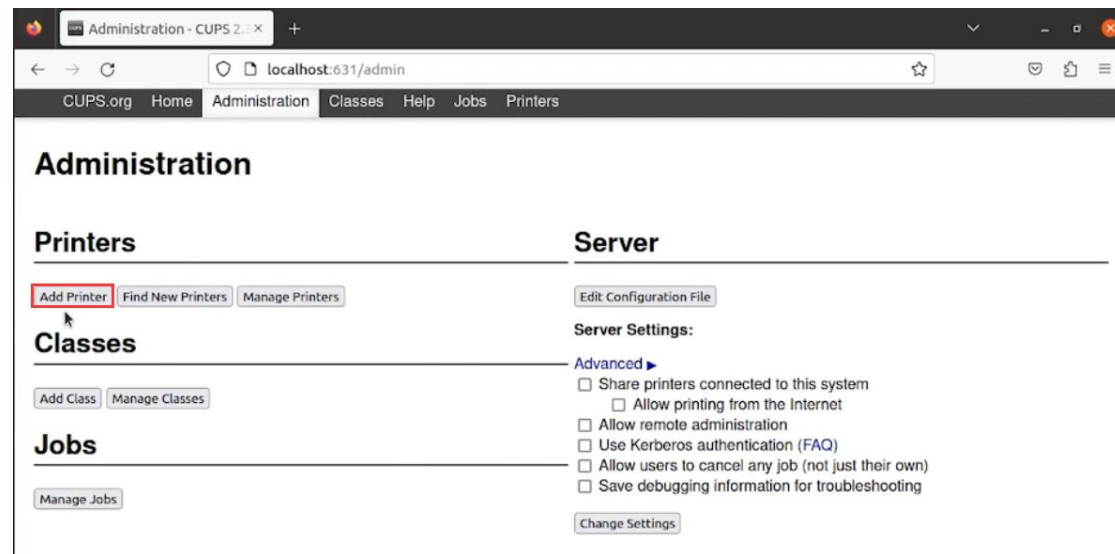 Administration - CUPS 2.
localhost:631/admin
CUPS.org Home Administration Classes Help Jobs Printers
Administration
Printers
Add Printer Find New Printers Manage Printers
Classes
Add Class Manage Classes
Jobs
Manage Jobs
Server
Edit Configuration File
Server Settings:
Advanced ▶
Share printers connected to this system
Allow printing from the Internet
Allow remote administration
Use Kerberos authentication (FAQ)
Allow users to cancel any job (not just their own)
Save debugging information for troubleshooting
Change Settings